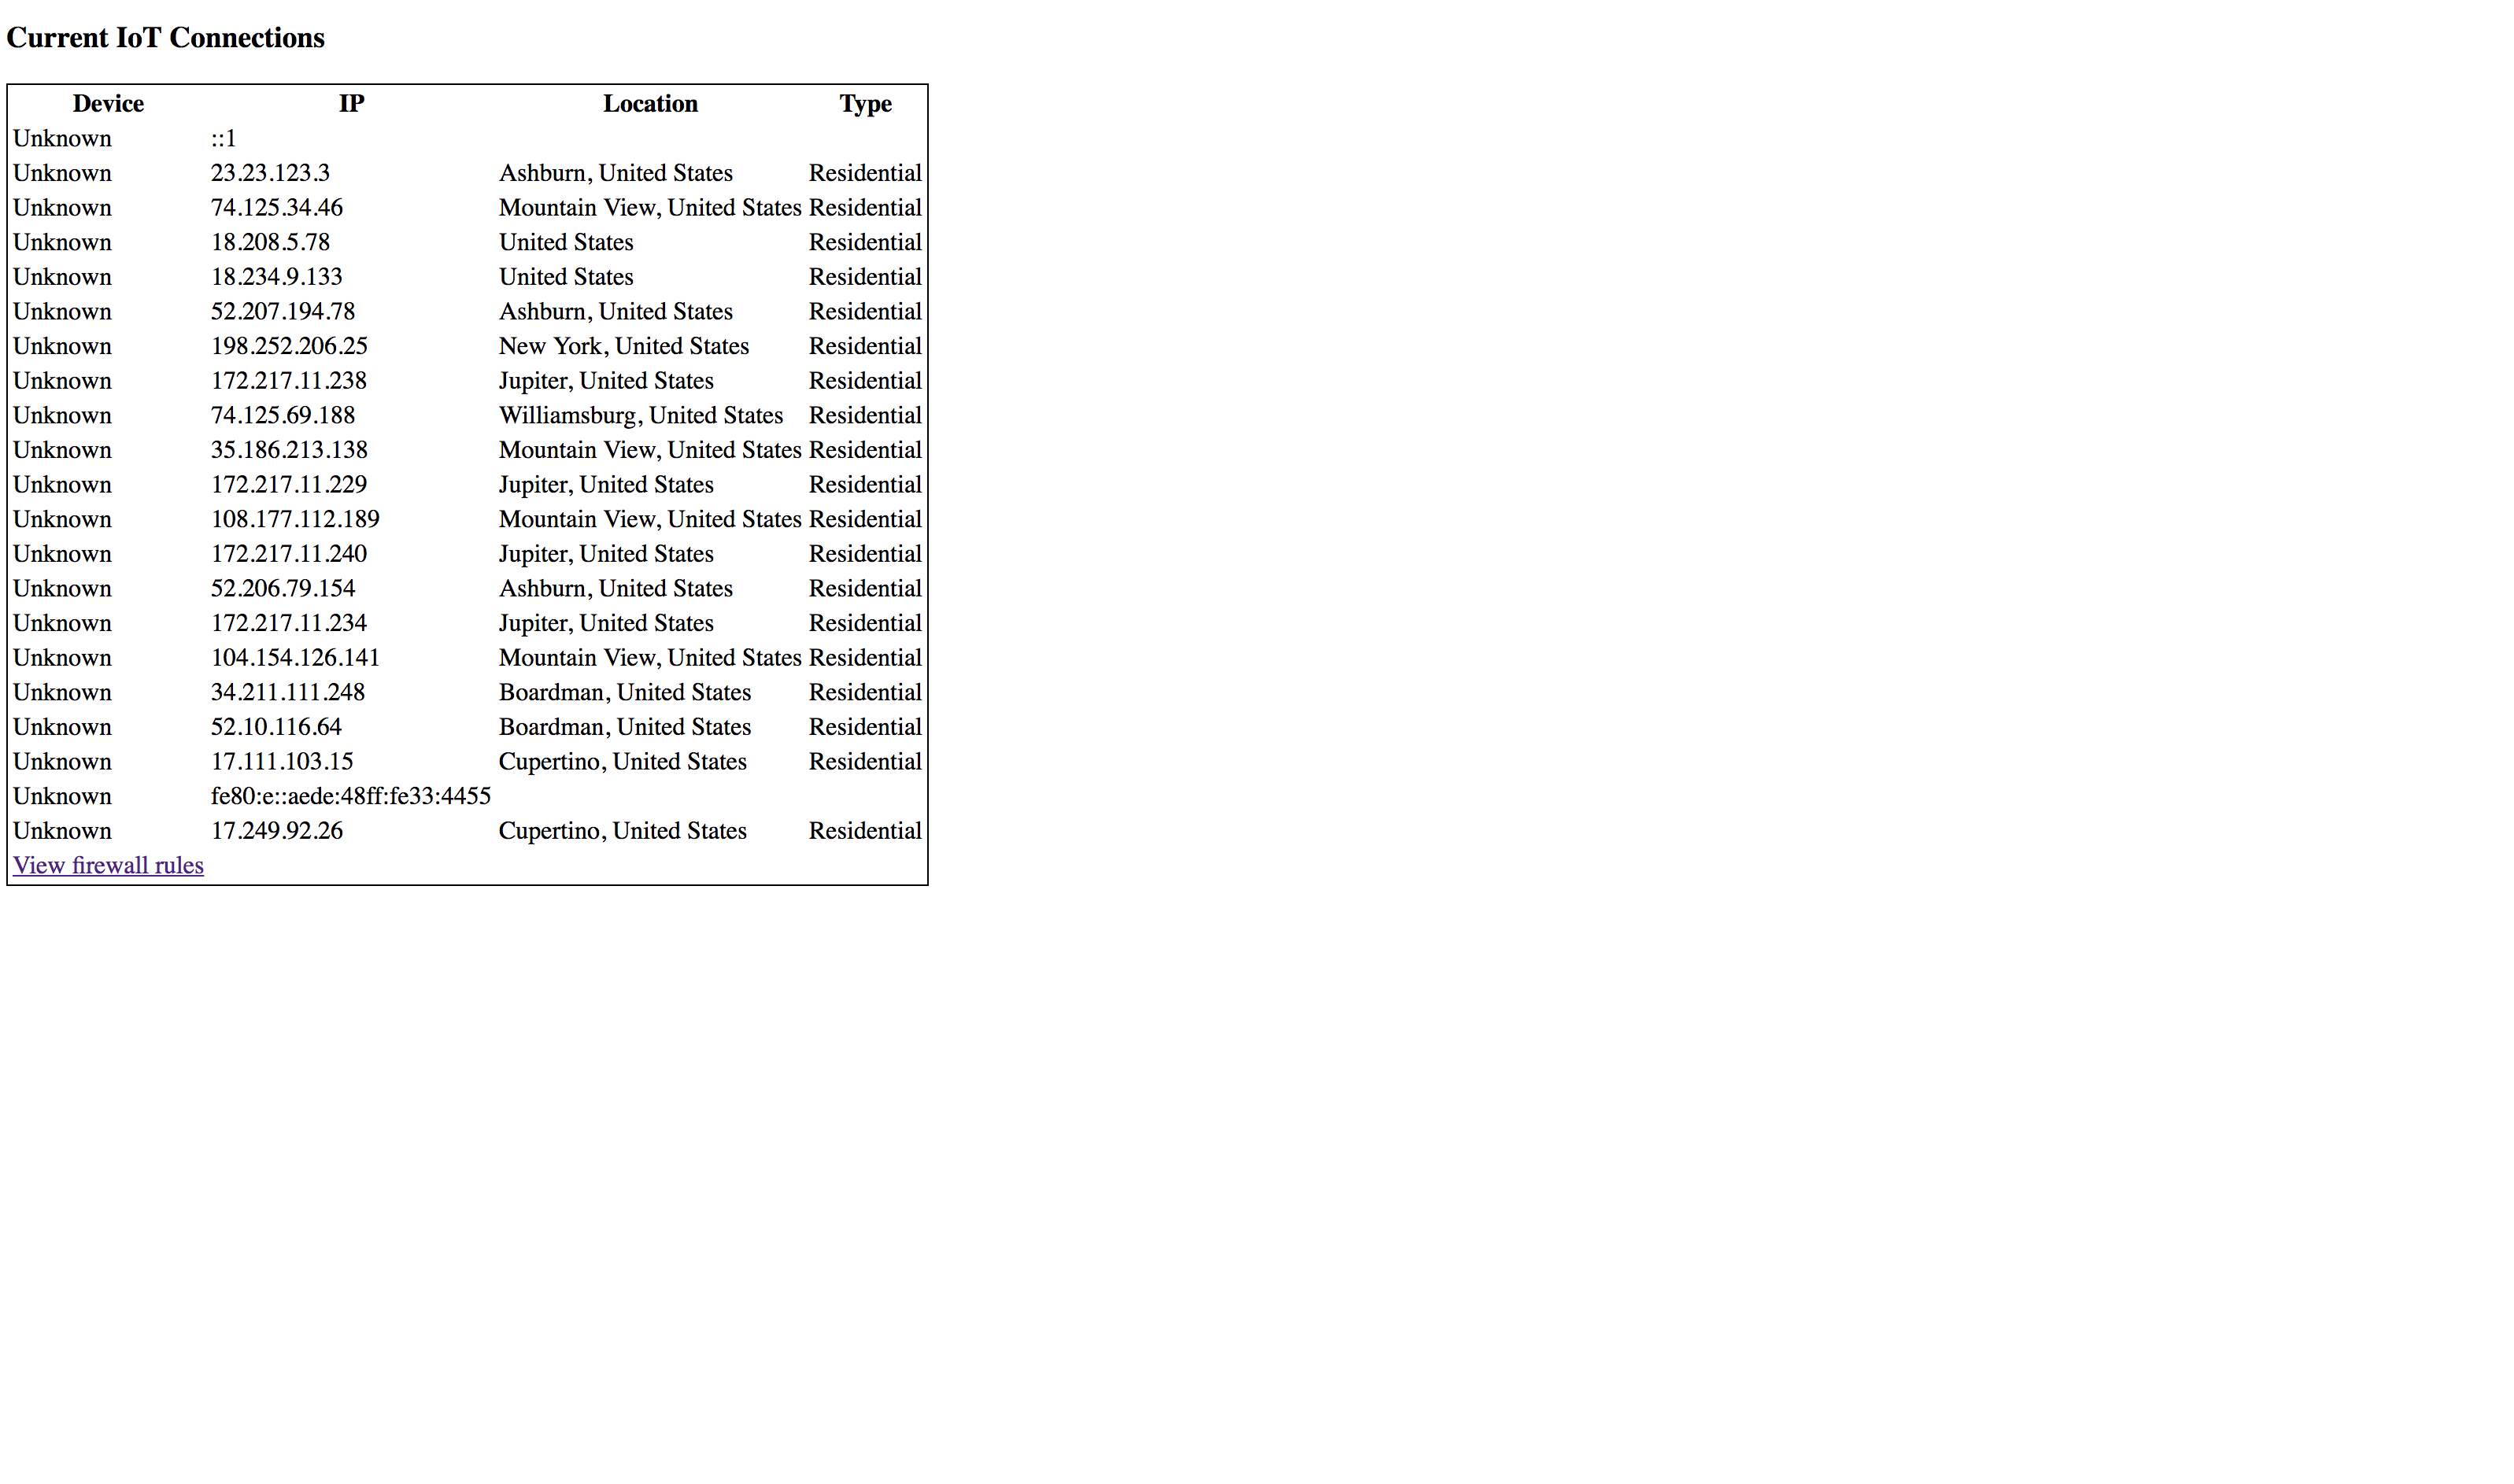 Current IoT Connections
Device IP Location Type
Unknown ::1
Unknown 23.23.123.3 Ashburn, United States Residential
Unknown 74.125.34.46 Mountain View, United States Residential
Unknown 18.208.5.78 United States Residential
Unknown 18.234.9.133 United States Residential
Unknown 52.207.194.78 Ashburn, United States Residential
Unknown 198.252.206.25 New York, United States Residential
Unknown 172.217.11.238 Jupiter, United States Residential
Unknown 74.125.69.188 Williamsburg, United States Residential
Unknown 35.186.213.138 Mountain View, United States Residential
Unknown 172.217.11.229 Jupiter, United States Residential
Unknown 108.177.112.189 Mountain View, United States Residential
Unknown 172.217.11.240 Jupiter, United States Residential
Unknown 52.206.79.154 Ashburn, United States Residential
Unknown 172.217.11.234 Jupiter, United States Residential
Unknown 104.154.126.141 Mountain View, United States Residential
Unknown 34.211.111.248 Boardman, United States Residential
Unknown 52.10.116.64 Boardman, United States Residential
Unknown 17.111.103.15 Cupertino, United States Residential
Unknown fe80:e::aede:48ff:fe33:4455
Unknown 17.249.92.26 Cupertino, United States Residential
View firewall rules